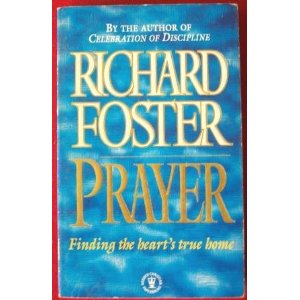 BY THE AUTHOR OF
CELEBRATION OF DISCIPLINE
RICHARD
FOSTER
PRAYER
Finding the heart's true home